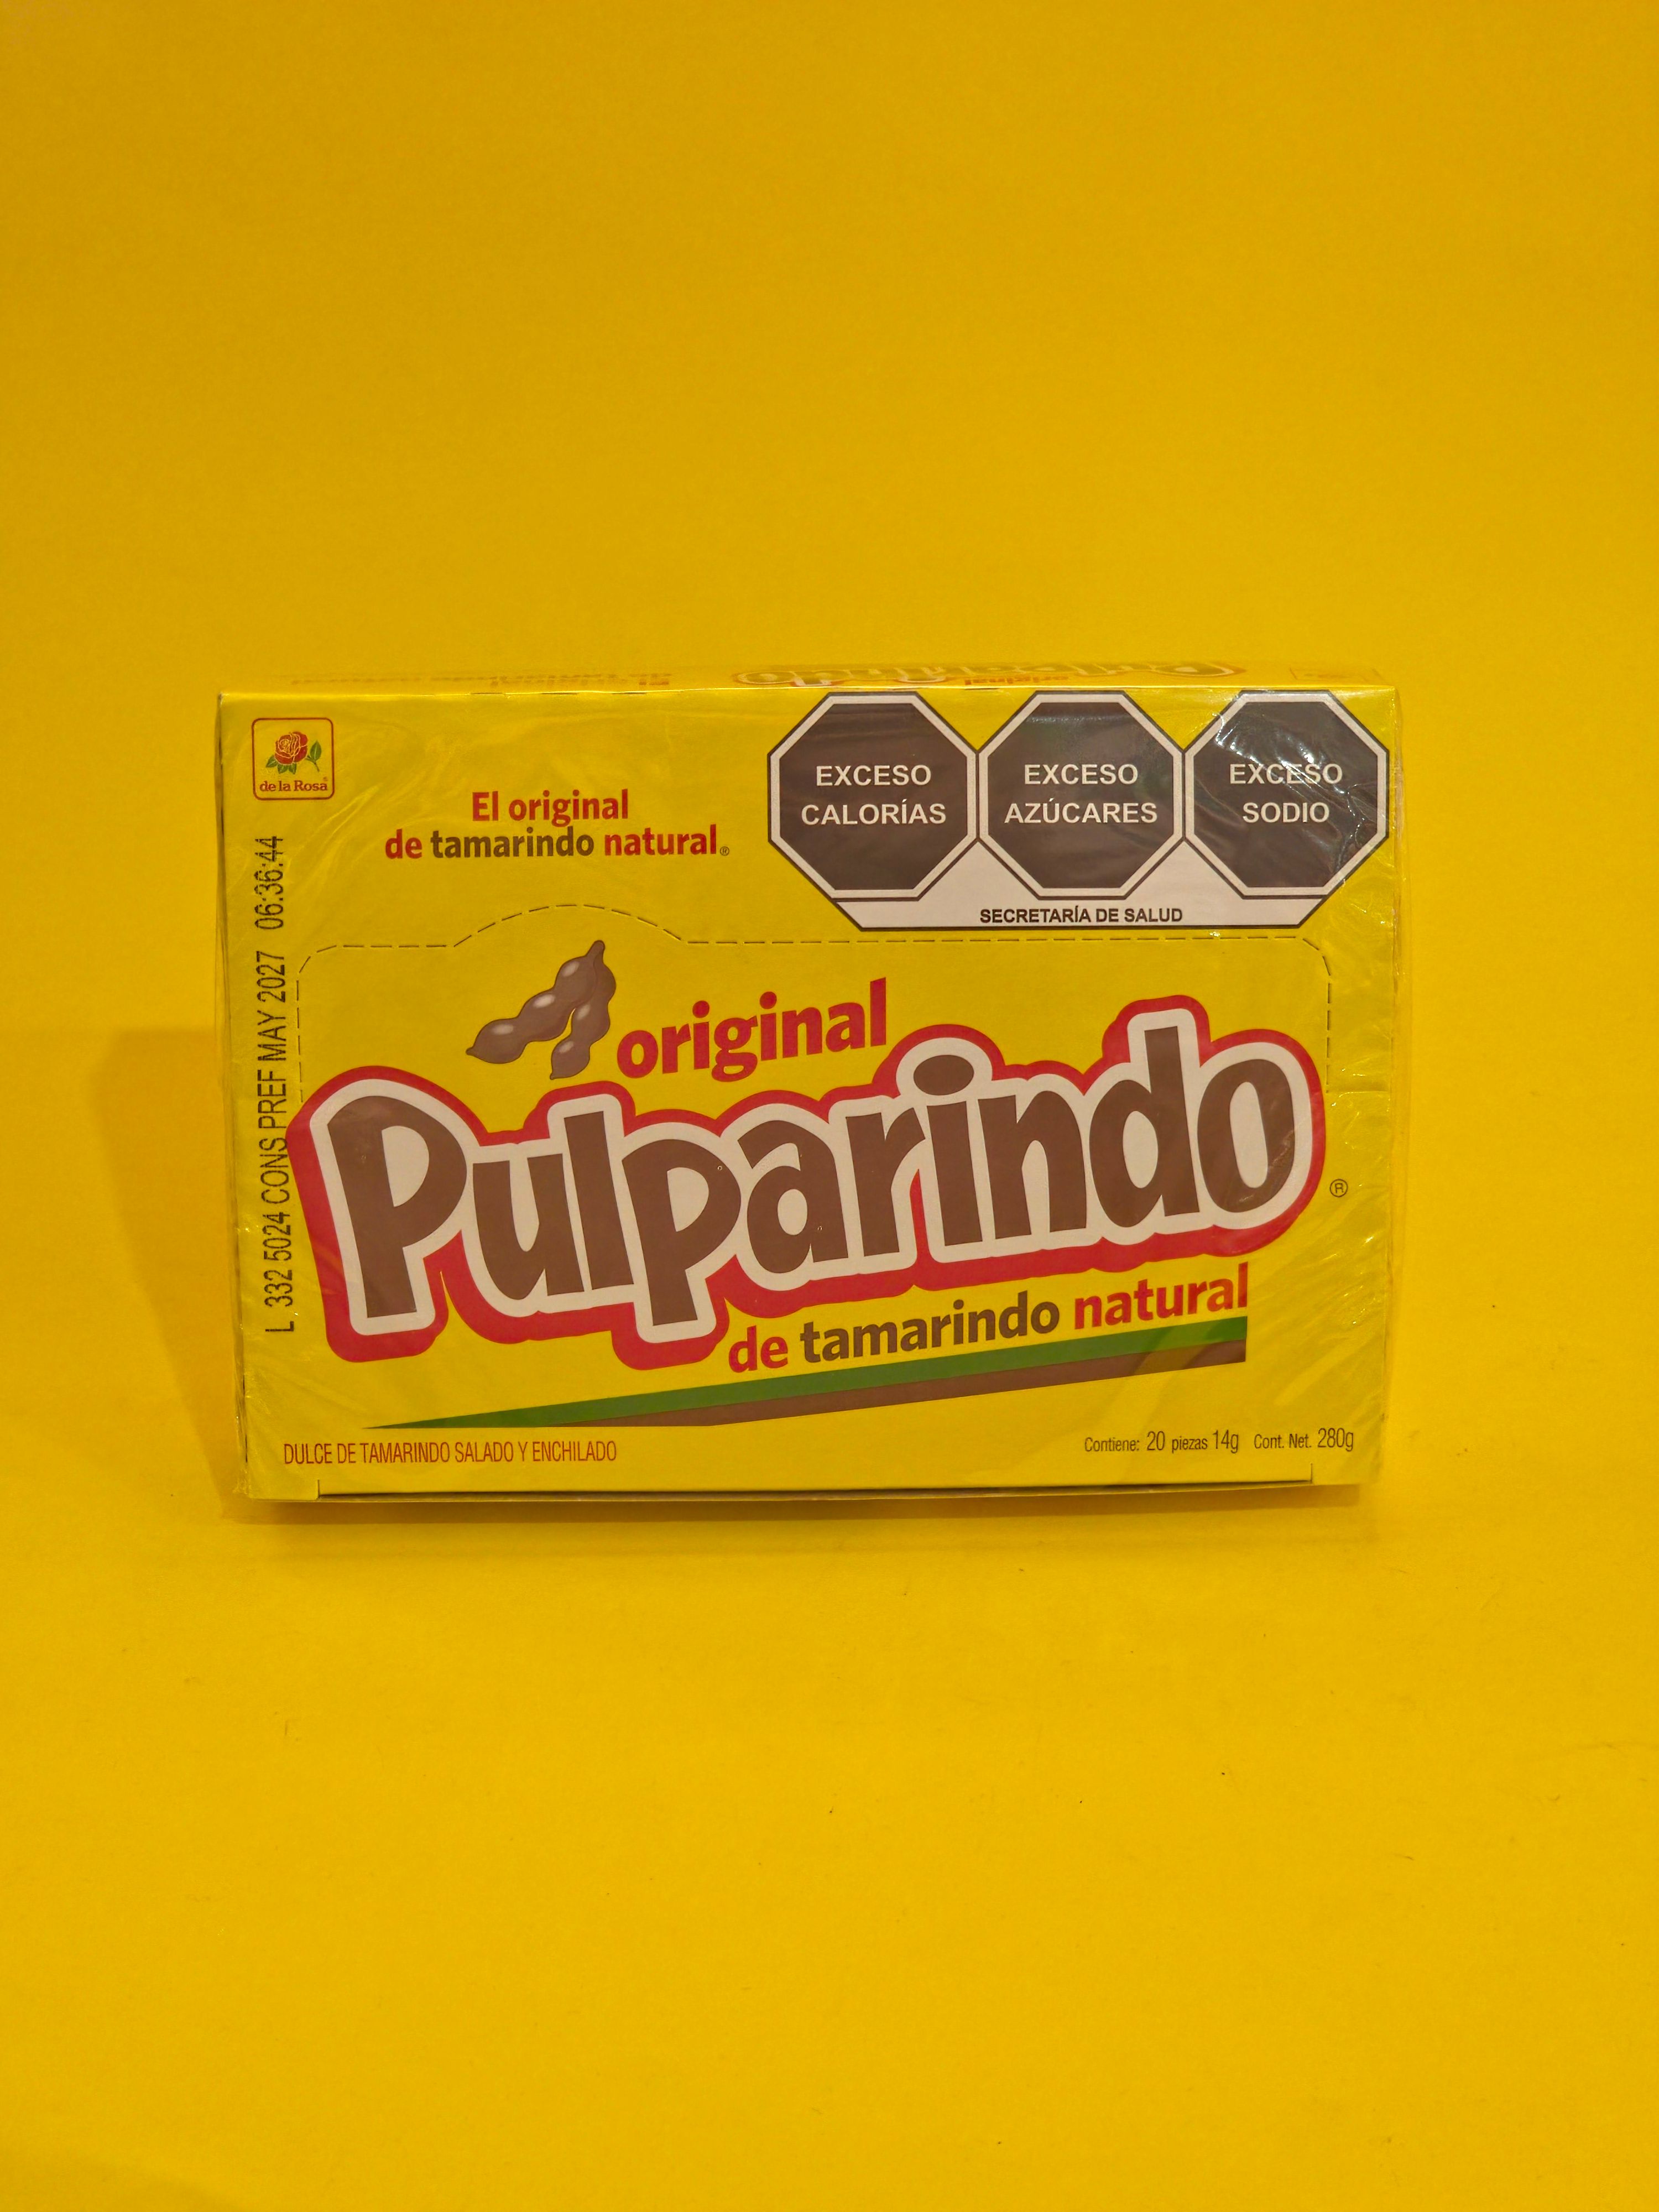 de la Rosa®
El original
de tamarindo natural®
EXCESO
CALORÍAS
EXCESO
AZÚCARES
EXCESO
SODIO
SECRETARÍA DE SALUD
L 332 5024 CONS PREF MAY 2027 06:36:44
original
Pulparindo®
de tamarindo natural
DULCE DE TAMARINDO SALADO Y ENCHILADO
Contiene: 20 piezas 14g Cont. Net. 280g